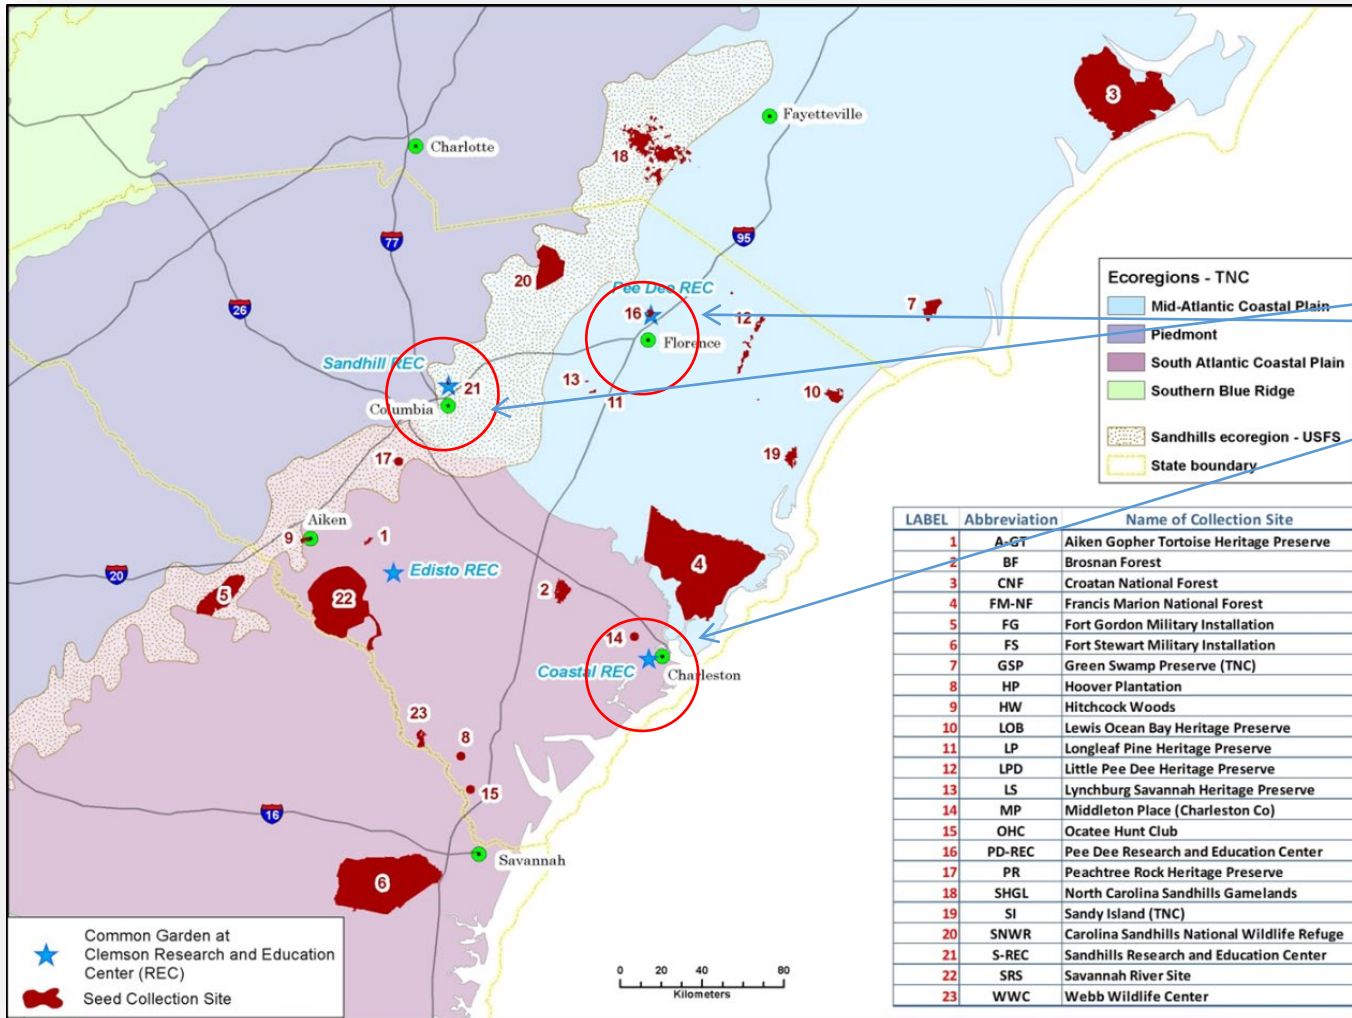 3
Fayetteville
Charlotte
18
77
95
20
Pee Dee REC
26
16
12
7
Florence
Sandhill REC
21
13
11
10
Columbia
19
17
Aiken
9
1
Edisto REC
20
5
22
2
4
14
Coastal REC
Charleston
23
8
15
16
Savannah
6
Ecoregions - TNC
Mid-Atlantic Coastal Plain
Piedmont
South Atlantic Coastal Plain
Southern Blue Ridge
Sandhills ecoregion - USFS
State boundary
LABEL Abbreviation Name of Collection Site
1 A-GT Aiken Gopher Tortoise Heritage Preserve
2 BF Brosnan Forest
3 CNF Croatan National Forest
4 FM-NF Francis Marion National Forest
5 FG Fort Gordon Military Installation
6 FS Fort Stewart Military Installation
7 GSP Green Swamp Preserve (TNC)
8 HP Hoover Plantation
9 HW Hitchcock Woods
10 LOB Lewis Ocean Bay Heritage Preserve
11 LP Longleaf Pine Heritage Preserve
12 LPD Little Pee Dee Heritage Preserve
13 LS Lynchburg Savannah Heritage Preserve
14 MP Middleton Place (Charleston Co)
15 OHC Ocatee Hunt Club
16 PD-REC Pee Dee Research and Education Center
17 PR Peachtree Rock Heritage Preserve
18 SHGL North Carolina Sandhills Gamelands
19 SI Sandy Island (TNC)
20 SNWR Carolina Sandhills National Wildlife Refuge
21 S-REC Sandhills Research and Education Center
22 SRS Savannah River Site
23 WWC Webb Wildlife Center
Common Garden at
Clemson Research and Education
Center (REC)
Seed Collection Site
0 20 40 80
Kilometers